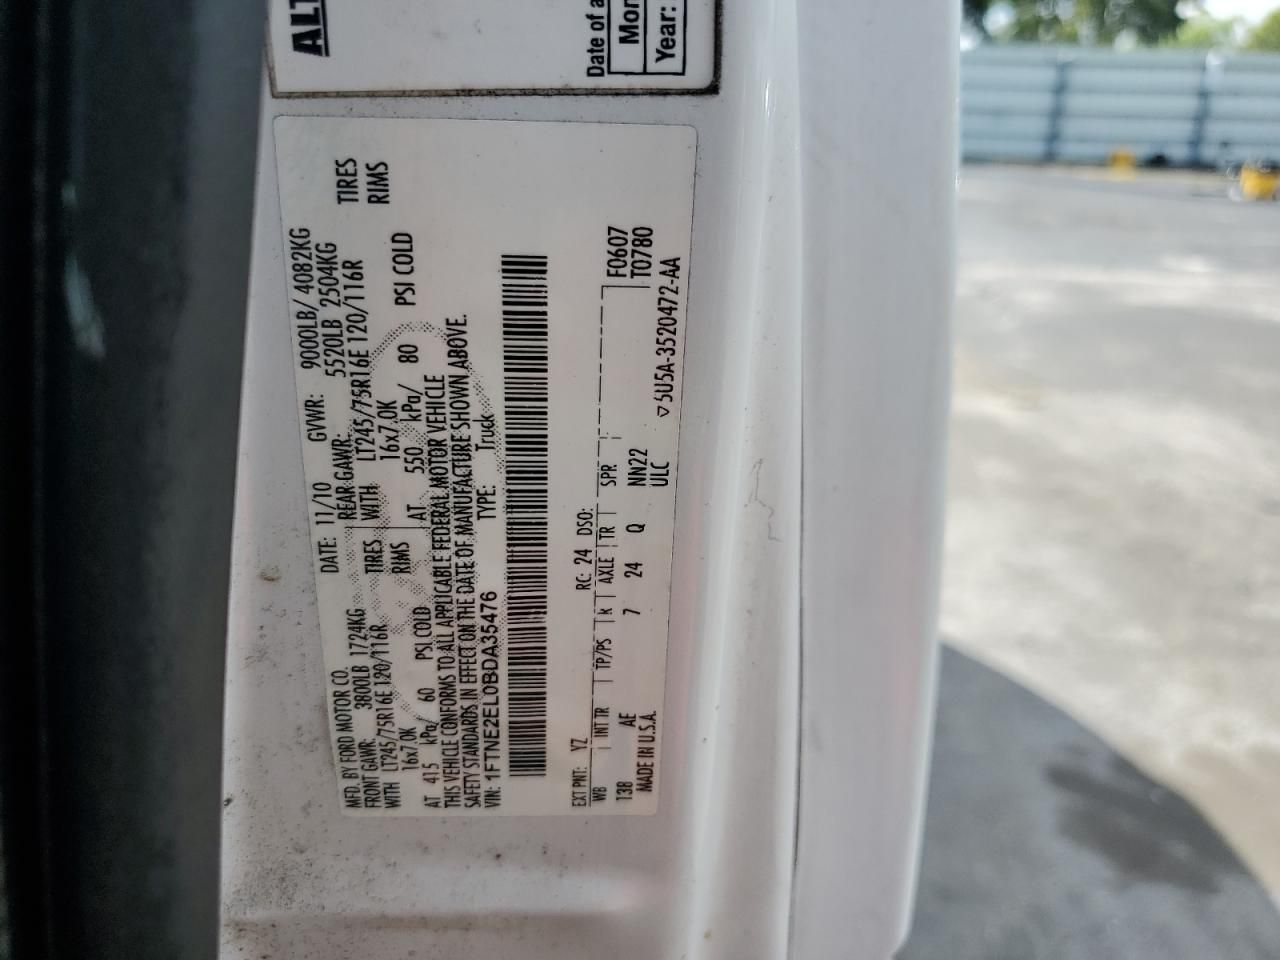 ALT
Date of a
Mon
Year:
MFD. BY FORD MOTOR CO.
DATE: 11/10 GVWR: 9000LB/ 4082KG
FRONT GAWR: 3800LB 1724KG REAR GAWR: 5520LB 2504KG
WITH LT245/75R16E 120/116R TIRES WITH LT245/75R16E 120/116R TIRES
16x7.0K RIMS 16x7.0K RIMS
AT 415 kPa/ 60 PSI COLD AT 550 kPa/ 80 PSI COLD
THIS VEHICLE CONFORMS TO ALL APPLICABLE FEDERAL MOTOR VEHICLE
SAFETY STANDARDS IN EFFECT ON THE DATE OF MANUFACTURE SHOWN ABOVE.
VIN: 1FTNE2EL0BDA35476 TYPE: Truck
EXT PNT: YZ RC: 24 DSO:
WB INT TR TP/PS R AXLE TR SPR F0607
138 AE 7 24 Q NN22 T0780
MADE IN U.S.A. ULC ▽5U5A-3520472-AA